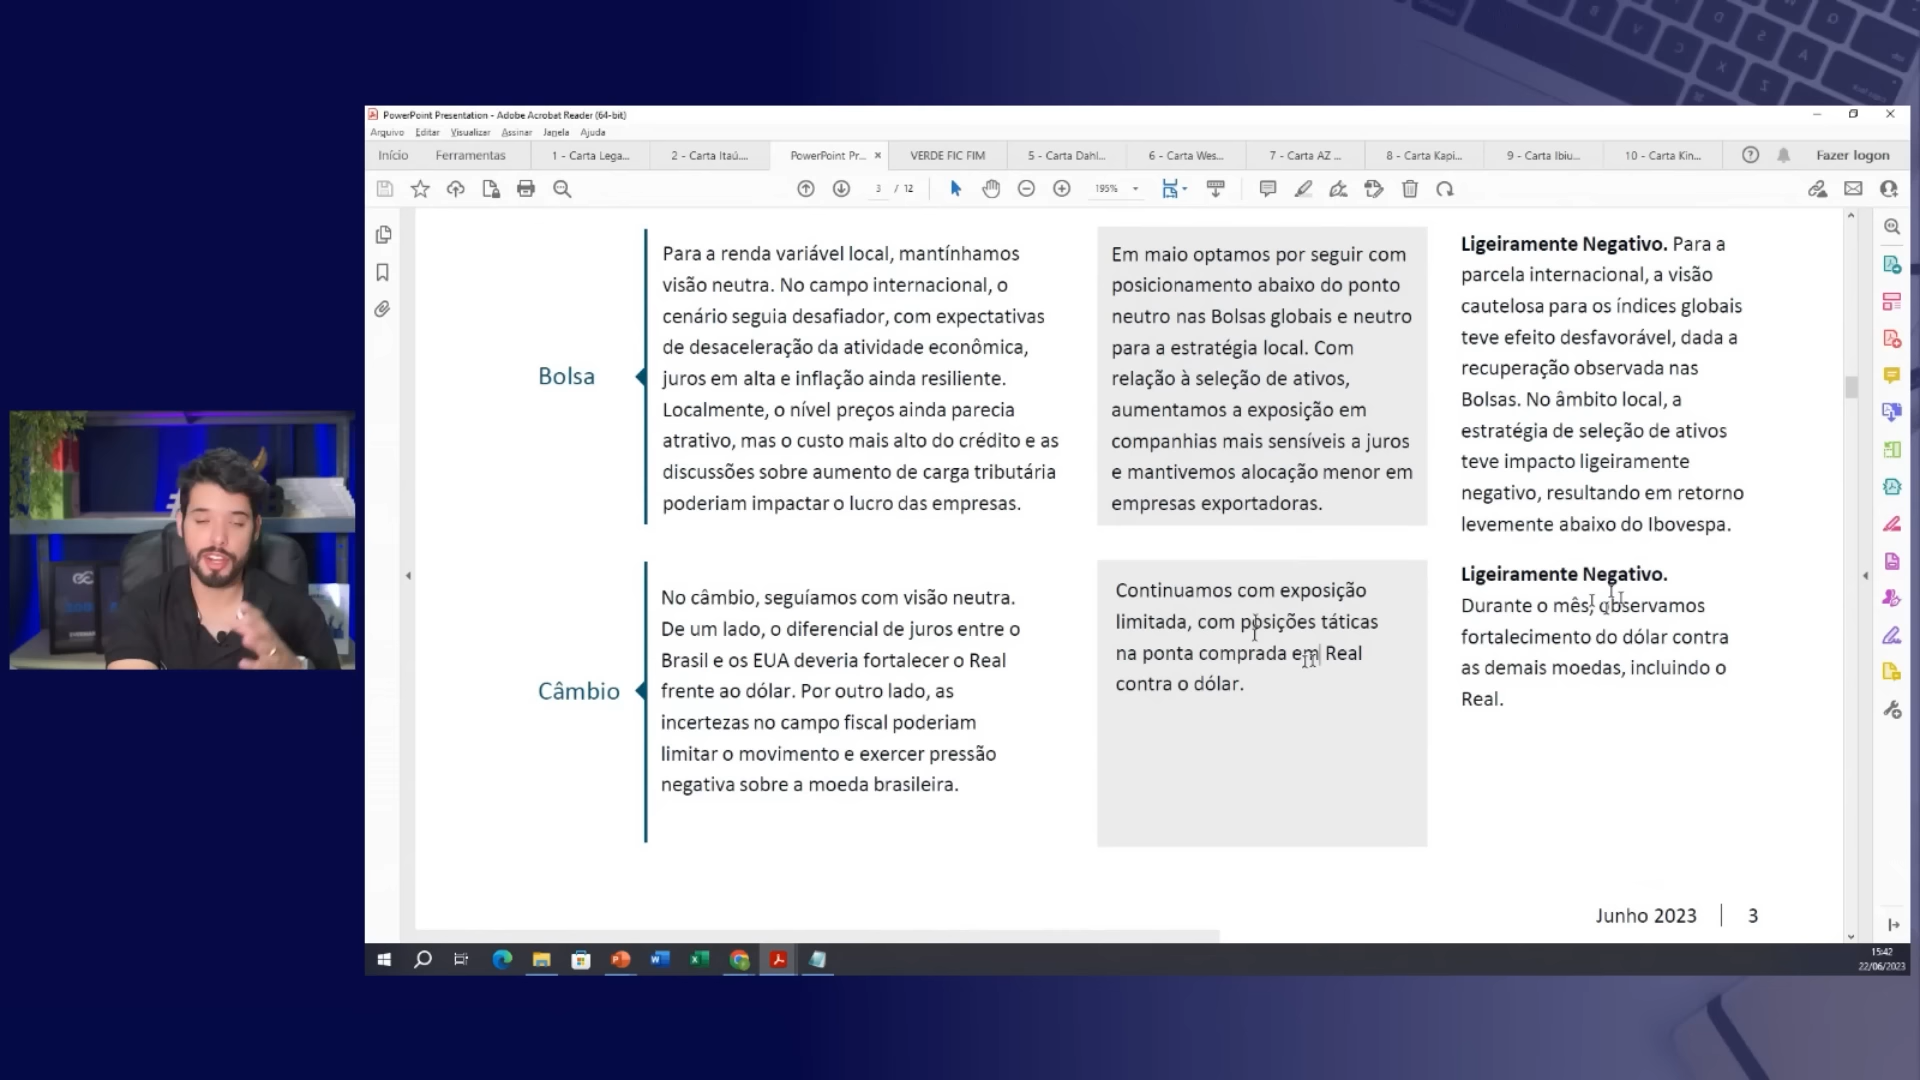 PowerPoint Presentation - Adobe Acrobat Reader (64-bit)
Arquivo Editar Visualizar Assinar Janela Ajuda
Início Ferramentas 1 - Carta Lega... 2 - Carta Itaú... PowerPoint Pr... × VERDE FIC FIM 5 - Carta Dahl... 6 - Carta Wes... 7 - Carta AZ ... 8 - Carta Kapi... 9 - Carta Ibiu... 10 - Carta Kin... Fazer logon
3 / 12 195%
Bolsa
Para a renda variável local, mantínhamos
visão neutra. No campo internacional, o
cenário seguia desafiador, com expectativas
de desaceleração da atividade econômica,
juros em alta e inflação ainda resiliente.
Localmente, o nível preços ainda parecia
atrativo, mas o custo mais alto do crédito e as
discussões sobre aumento de carga tributária
poderiam impactar o lucro das empresas.
Em maio optamos por seguir com
posicionamento abaixo do ponto
neutro nas Bolsas globais e neutro
para a estratégia local. Com
relação à seleção de ativos,
aumentamos a exposição em
companhias mais sensíveis a juros
e mantivemos alocação menor em
empresas exportadoras.
Ligeiramente Negativo. Para a
parcela internacional, a visão
cautelosa para os índices globais
teve efeito desfavorável, dada a
recuperação observada nas
Bolsas. No âmbito local, a
estratégia de seleção de ativos
teve impacto ligeiramente
negativo, resultando em retorno
levemente abaixo do Ibovespa.
Câmbio
No câmbio, seguíamos com visão neutra.
De um lado, o diferencial de juros entre o
Brasil e os EUA deveria fortalecer o Real
frente ao dólar. Por outro lado, as
incertezas no campo fiscal poderiam
limitar o movimento e exercer pressão
negativa sobre a moeda brasileira.
Continuamos com exposição
limitada, com posições táticas
na ponta comprada em Real
contra o dólar.
Ligeiramente Negativo.
Durante o mês, observamos
fortalecimento do dólar contra
as demais moedas, incluindo o
Real.
Junho 2023 | 3
15:42
22/06/2023